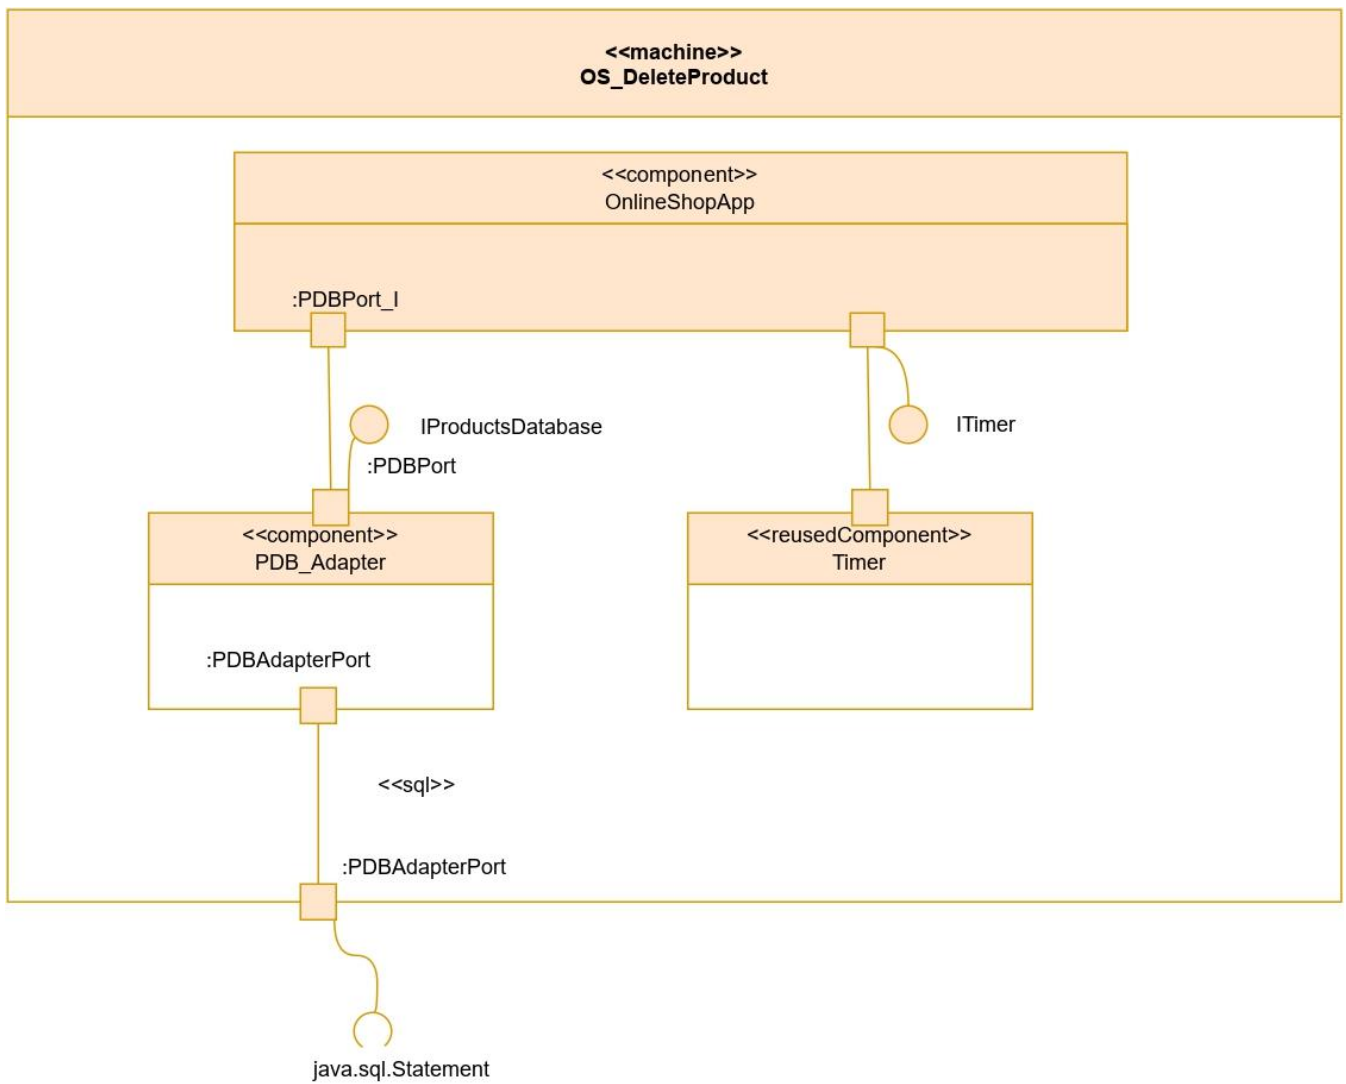 <<machine>>
OS_DeleteProduct
<<component>>
OnlineShopApp
:PDBPort_I
IProductsDatabase
ITimer
:PDBPort
<<component>>
PDB_Adapter
<<reusedComponent>>
Timer
:PDBAdapterPort
<<sql>>
:PDBAdapterPort
java.sql.Statement